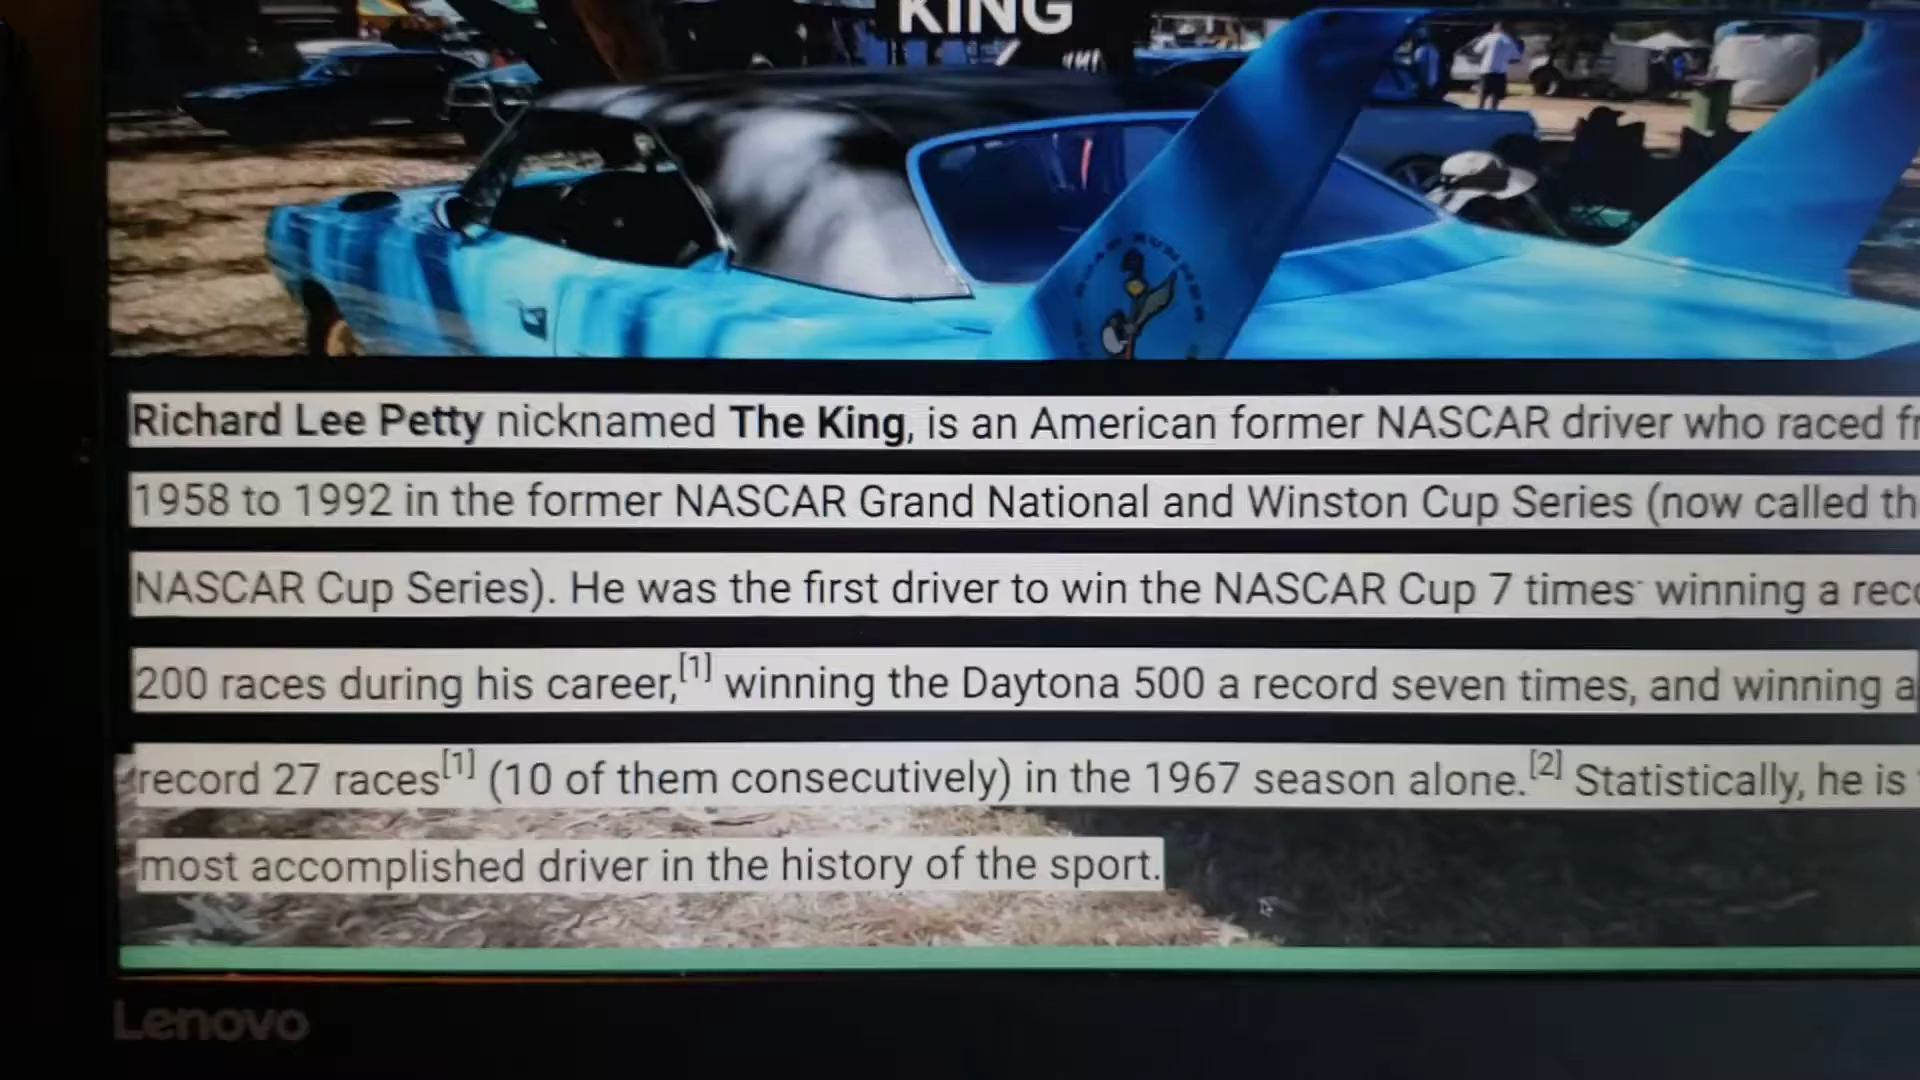 KING
Richard Lee Petty nicknamed The King, is an American former NASCAR driver who raced
1958 to 1992 in the former NASCAR Grand National and Winston Cup Series (now called
NASCAR Cup Series). He was the first driver to win the NASCAR Cup 7 times winning a
200 races during his career,[1] winning the Daytona 500 a record seven times, and winning a
record 27 races[1] (10 of them consecutively) in the 1967 season alone.[2] Statistically, he is
most accomplished driver in the history of the sport.
Lenovo